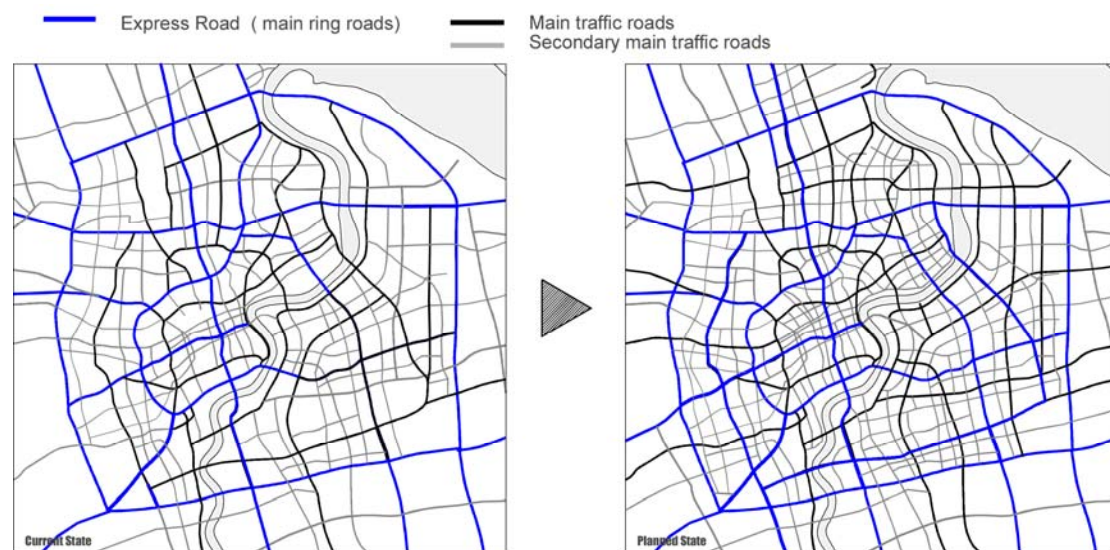 Express Road ( main ring roads)
Main traffic roads
Secondary main traffic roads
Current State
Planned State